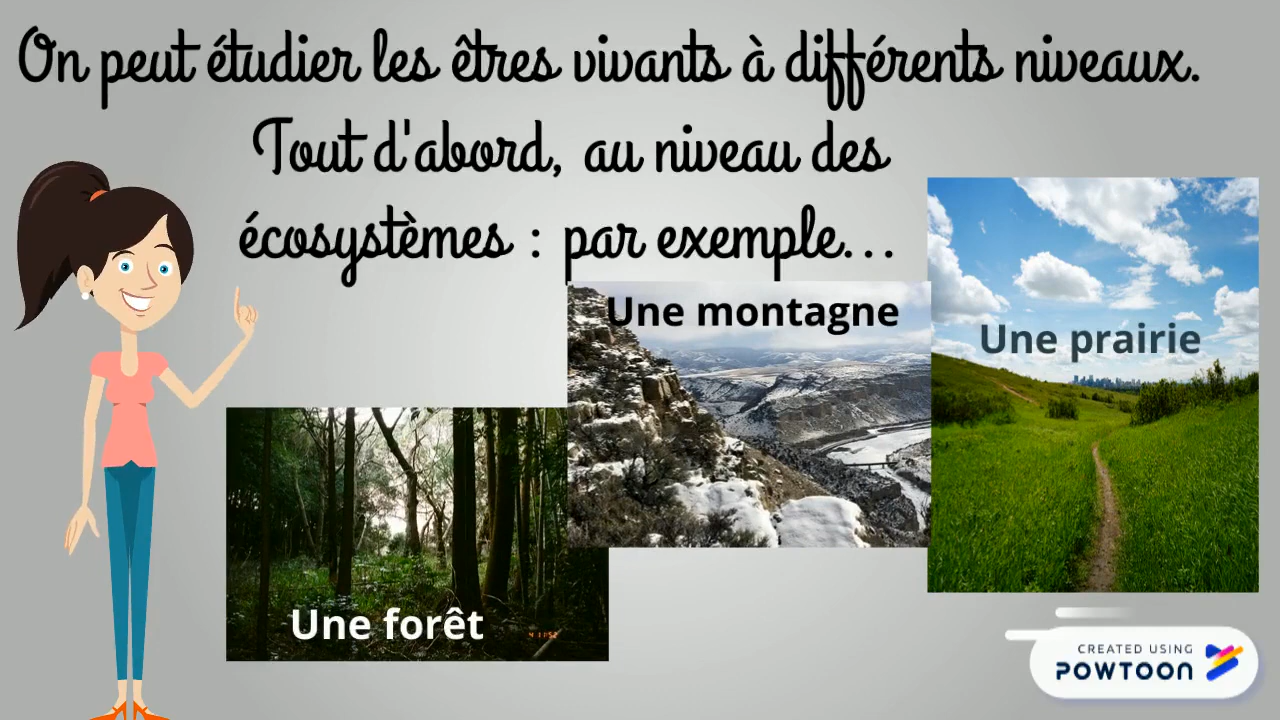 On peut étudier les êtres vivants à différents niveaux.
Tout d'abord, au niveau des
écosystèmes : par exemple...
Une montagne
Une prairie
Une forêt
CREATED USING
POWTOON